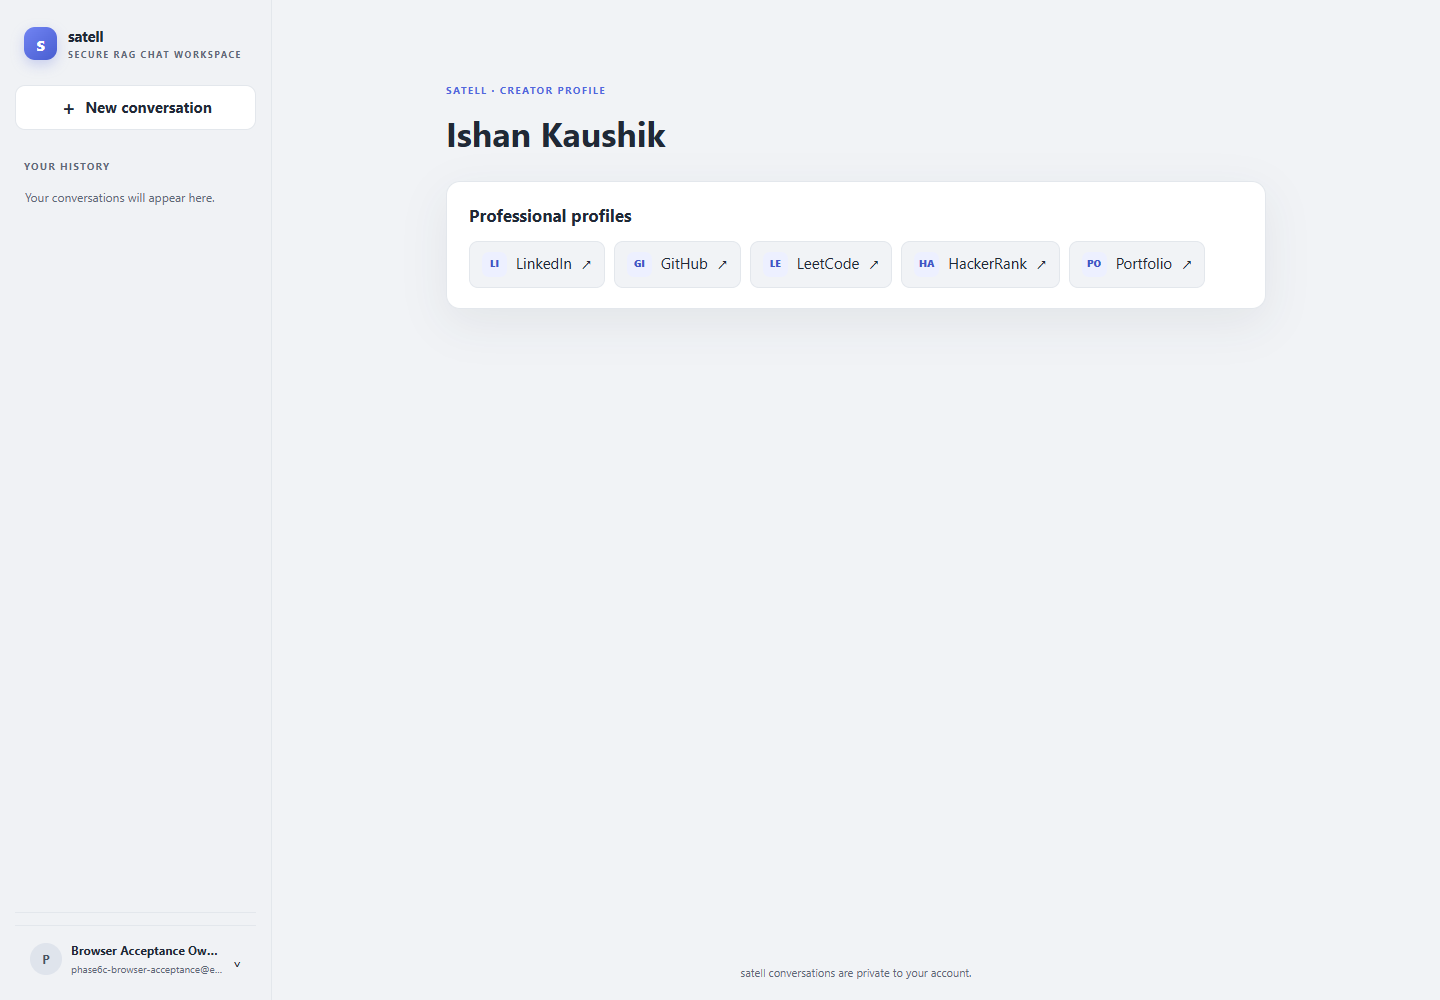 s
satell
SECURE RAG CHAT WORKSPACE
+ New conversation
YOUR HISTORY
Your conversations will appear here.
SATELL · CREATOR PROFILE
Ishan Kaushik
Professional profiles
LI LinkedIn ↗ GI GitHub ↗ LE LeetCode ↗ HA HackerRank ↗ PO Portfolio ↗
P
Browser Acceptance Ow...
phase6c-browser-acceptance@e...
v
satell conversations are private to your account.